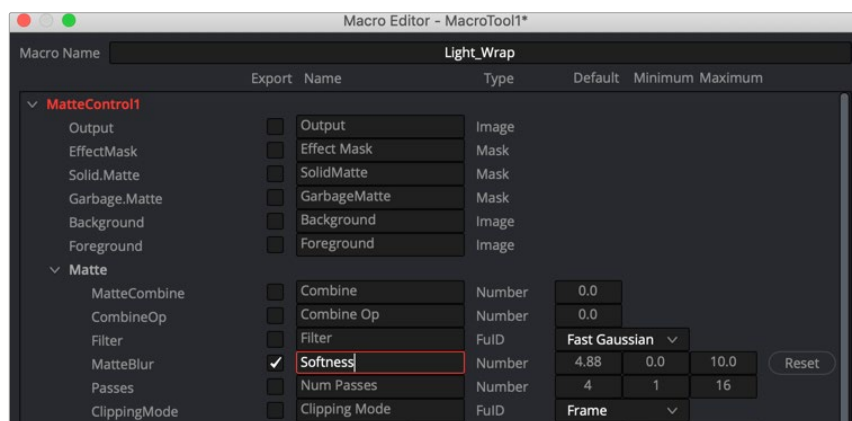 Macro Editor - MacroTool1*
Macro Name Light_Wrap
Export Name Type Default Minimum Maximum
MatteControl1
Output Output Image
EffectMask Effect Mask Mask
Solid.Matte SolidMatte Mask
Garbage.Matte GarbageMatte Mask
Background Background Image
Foreground Foreground Image
Matte
MatteCombine Combine Number 0.0
CombineOp Combine Op Number 0.0
Filter Filter FuID Fast Gaussian
MatteBlur Softness Number 4.88 0.0 10.0 Reset
Passes Num Passes Number 4 1 16
ClippingMode Clipping Mode FuID Frame